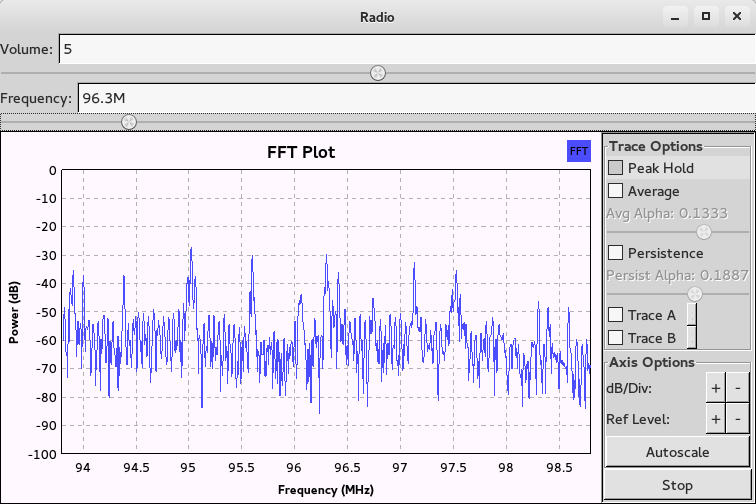 Radio
Volume: 5
Frequency: 96.3M
FFT Plot
FFT
0
-10
-20
-30
-40
-50
-60
-70
-80
-90
-100
Power (dB)
94 94.5 95 95.5 96 96.5 97 97.5 98 98.5
Frequency (MHz)
Trace Options
Peak Hold
Average
Avg Alpha: 0.1333
Persistence
Persist Alpha: 0.1887
Trace A
Trace B
Axis Options
dB/Div: + -
Ref Level: + -
Autoscale
Stop